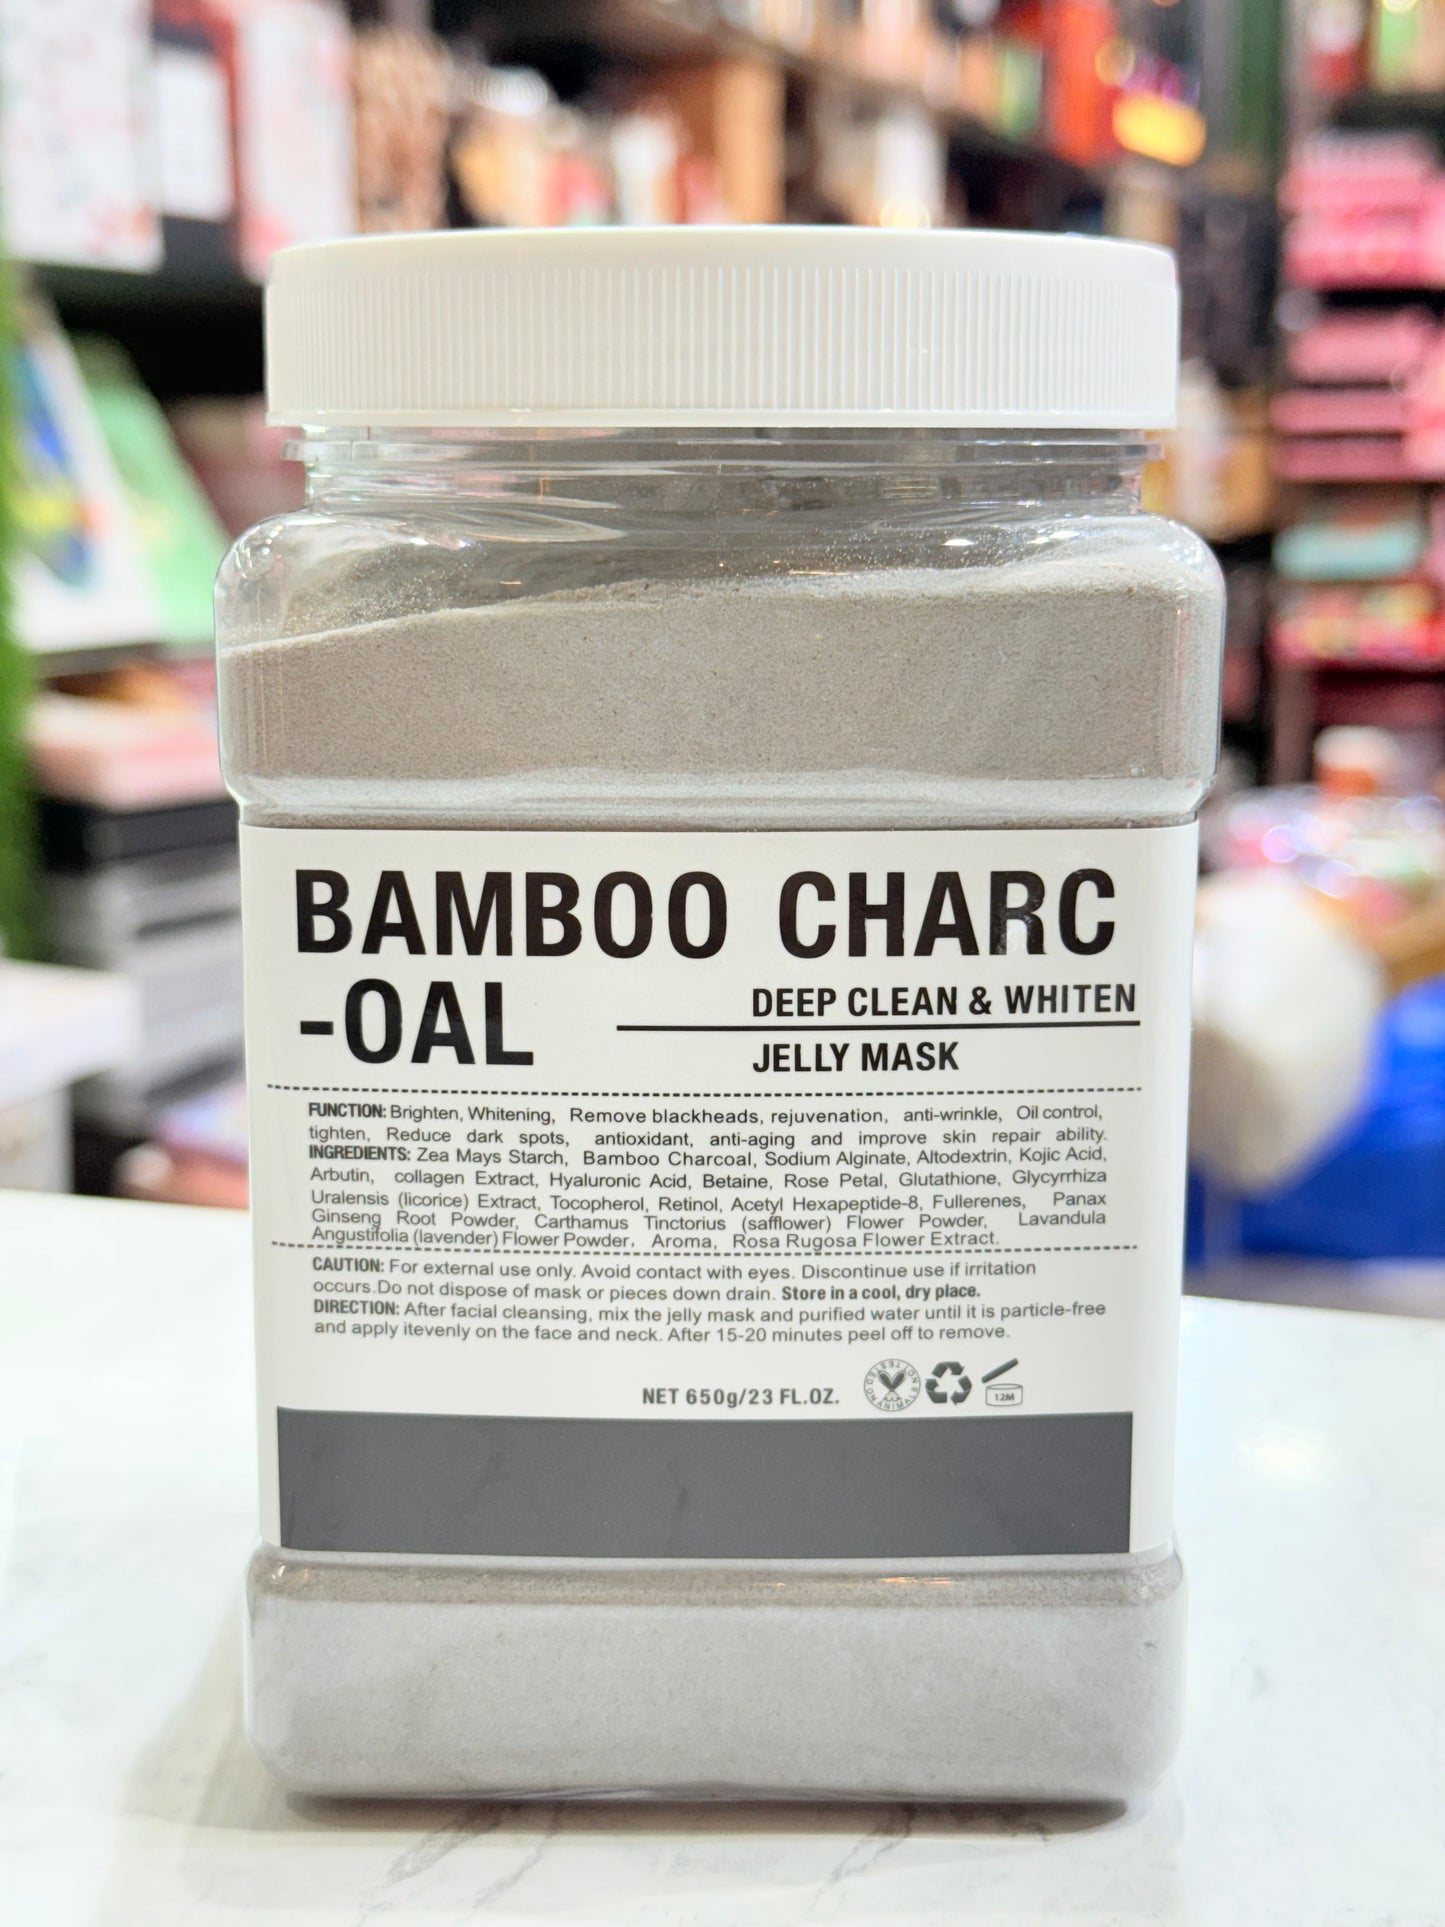 BAMBOO CHARC
-OAL
DEEP CLEAN & WHITEN
JELLY MASK
FUNCTION: Brighten, Whitening, Remove blackheads, rejuvenation, anti-wrinkle, Oil control,
tighten, Reduce dark spots, antioxidant, anti-aging and improve skin repair ability.
INGREDIENTS: Zea Mays Starch, Bamboo Charcoal, Sodium Alginate, Altodextrin, Kojic Acid,
Arbutin, collagen Extract, Hyaluronic Acid, Betaine, Rose Petal, Glutathione, Glycyrrhiza
Uralensis (licorice) Extract, Tocopherol, Retinol, Acetyl Hexapeptide-8, Fullerenes, Panax
Ginseng Root Powder, Carthamus Tinctorius (safflower) Flower Powder, Lavandula
Angustifolia (lavender) Flower Powder, Aroma, Rosa Rugosa Flower Extract.
CAUTION: For external use only. Avoid contact with eyes. Discontinue use if irritation
occurs.Do not dispose of mask or pieces down drain. Store in a cool, dry place.
DIRECTION: After facial cleansing, mix the jelly mask and purified water until it is particle-free
and apply itevenly on the face and neck. After 15-20 minutes peel off to remove.
NET 650g/23 FL.OZ.
NOT TESTED ON ANIMALS
12M